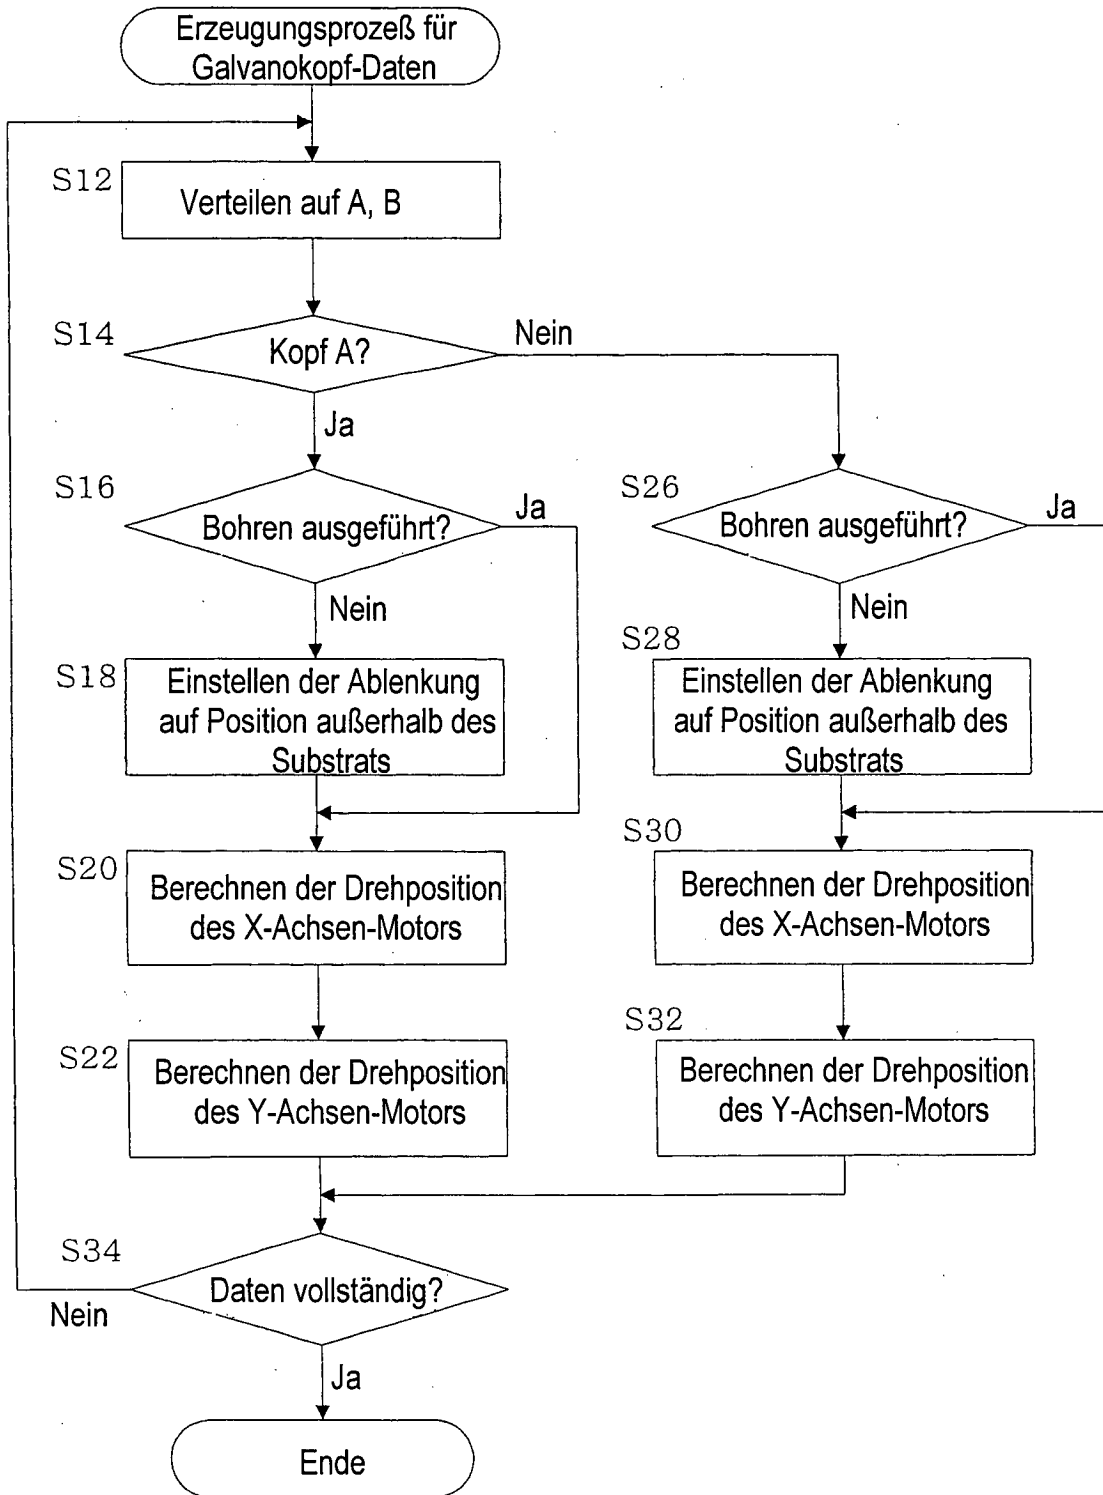 Erzeugungsprozeß für
Galvanokopf-Daten
S12
Verteilen auf A, B
S14
Kopf A?
Nein
Ja
S16
Bohren ausgeführt?
Ja
Nein
S26
Bohren ausgeführt?
Ja
Nein
S18
Einstellen der Ablenkung
auf Position außerhalb des
Substrats
S28
Einstellen der Ablenkung
auf Position außerhalb des
Substrats
S20
Berechnen der Drehposition
des X-Achsen-Motors
S30
Berechnen der Drehposition
des X-Achsen-Motors
S22
Berechnen der Drehposition
des Y-Achsen-Motors
S32
Berechnen der Drehposition
des Y-Achsen-Motors
S34
Daten vollständig?
Nein
Ja
Ende